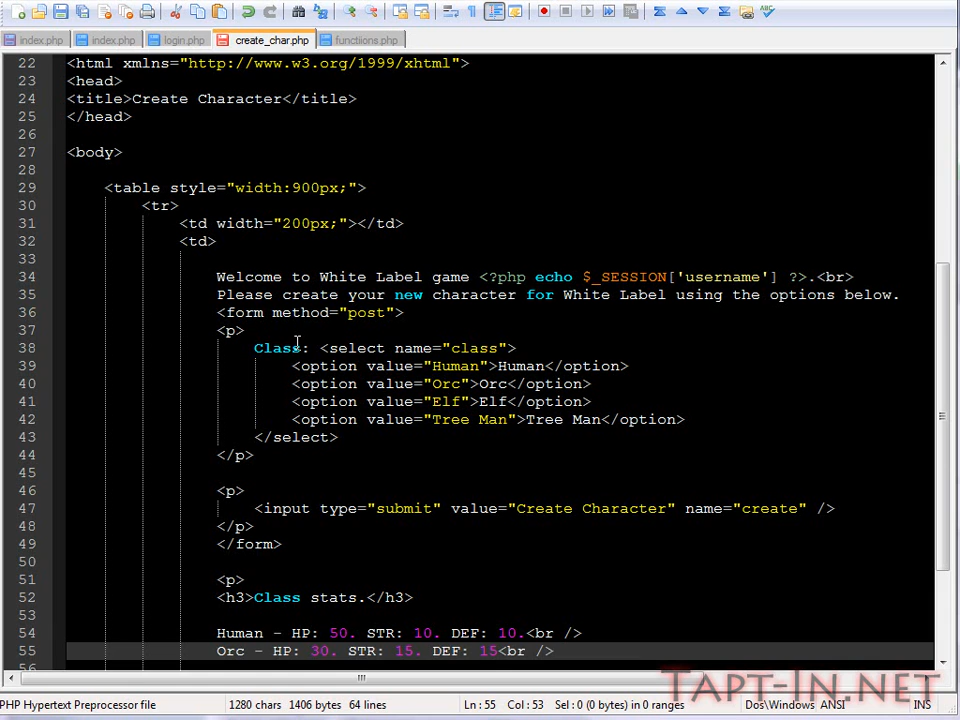 index.php index.php login.php create_char.php functiions.php
22 <html xmlns="http://www.w3.org/1999/xhtml">
23 <head>
24 <title>Create Character</title>
25 </head>
26
27 <body>
28
29 <table style="width:900px;">
30 <tr>
31 <td width="200px;"></td>
32 <td>
33
34 Welcome to White Label game <?php echo $_SESSION['username'] ?>.<br>
35 Please create your new character for White Label using the options below.
36 <form method="post">
37 <p>
38 Class: <select name="class">
39 <option value="Human">Human</option>
40 <option value="Orc">Orc</option>
41 <option value="Elf">Elf</option>
42 <option value="Tree Man">Tree Man</option>
43 </select>
44 </p>
45
46 <p>
47 <input type="submit" value="Create Character" name="create" />
48 </p>
49 </form>
50
51 <p>
52 <h3>Class stats.</h3>
53
54 Human - HP: 50. STR: 10. DEF: 10.<br />
55 Orc - HP: 30. STR: 15. DEF: 15<br />
56
TAPT-IN.NET
PHP Hypertext Preprocessor file 1280 chars 1406 bytes 64 lines Ln : 55 Col : 53 Sel : 0 (0 bytes) in 0 ranges Dos\Windows ANSI INS